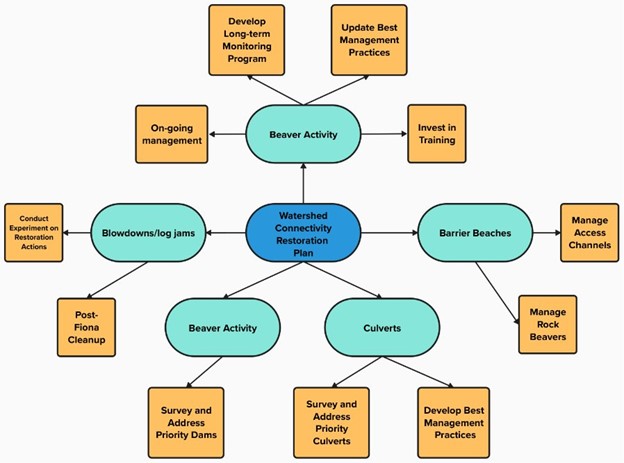 Develop
Long-term
Monitoring
Program
Update Best
Management
Practices
On-going
management
Beaver Activity
Invest in
Training
Conduct
Experiment on
Restoration
Actions
Blowdowns/log jams
Watershed
Connectivity
Restoration
Plan
Barrier Beaches
Manage
Access
Channels
Post-
Fiona
Cleanup
Beaver Activity
Culverts
Manage
Rock
Beavers
Survey and
Address
Priority Dams
Survey and
Address
Priority
Culverts
Develop Best
Management
Practices